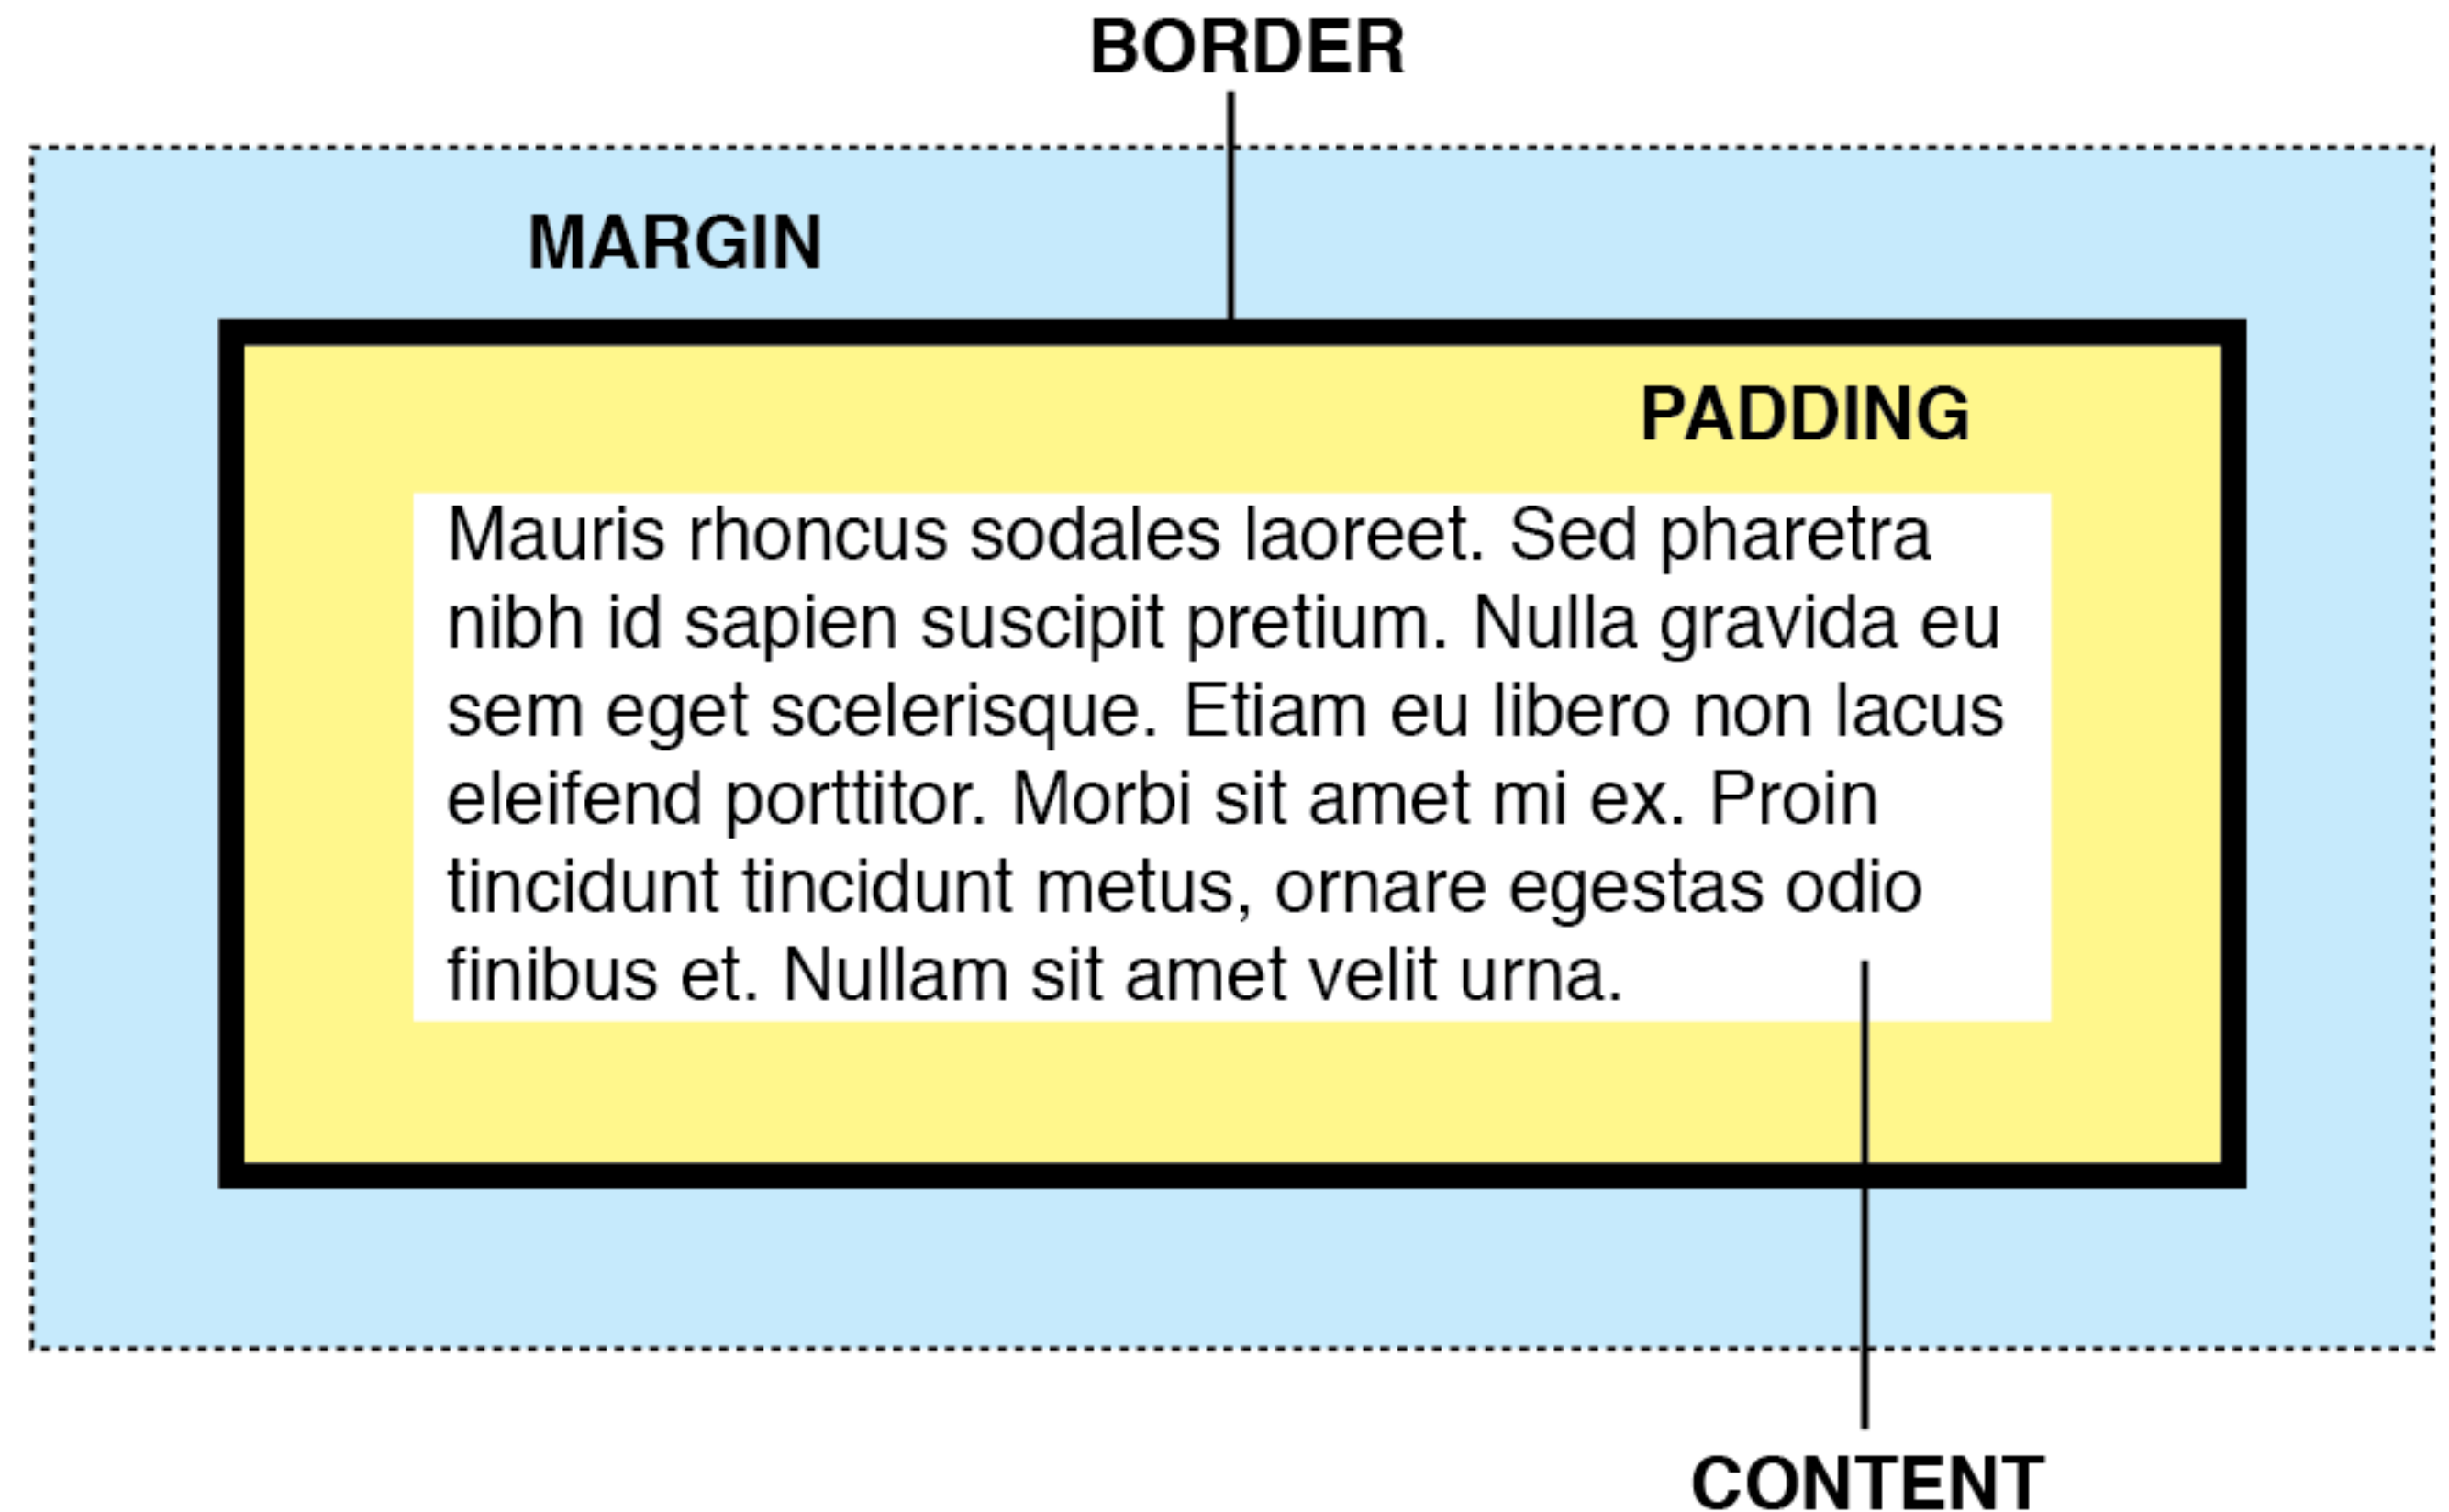 BORDER
MARGIN
PADDING
Mauris rhoncus sodales laoreet. Sed pharetra
nibh id sapien suscipit pretium. Nulla gravida eu
sem eget scelerisque. Etiam eu libero non lacus
eleifend porttitor. Morbi sit amet mi ex. Proin
tincidunt tincidunt metus, ornare egestas odio
finibus et. Nullam sit amet velit urna.
CONTENT